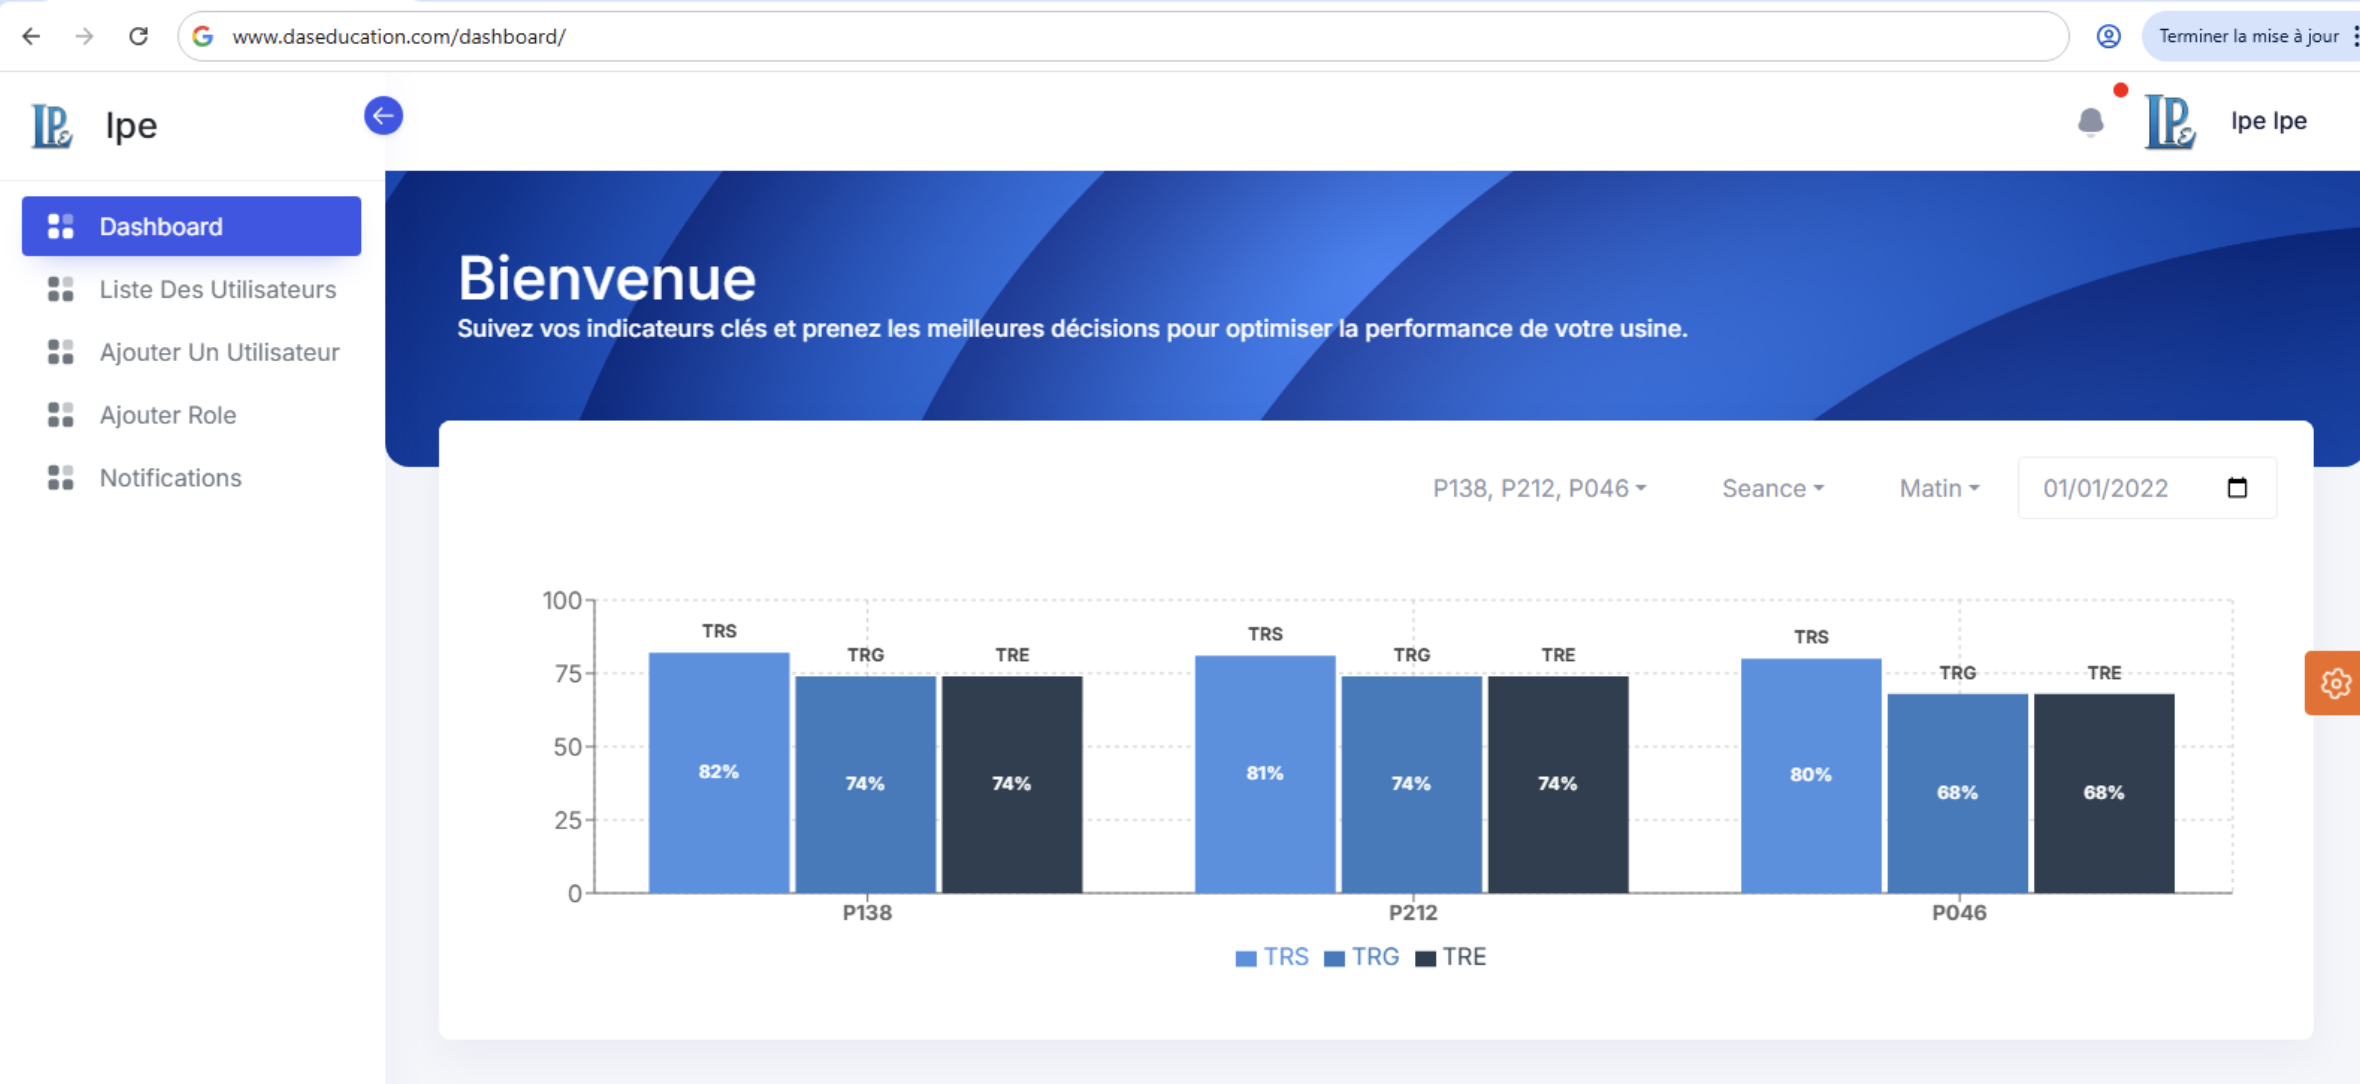 www.daseducation.com/dashboard/
Terminer la mise à jour
Ipe
Ipe Ipe
Dashboard
Liste Des Utilisateurs
Ajouter Un Utilisateur
Ajouter Role
Notifications
Bienvenue
Suivez vos indicateurs clés et prenez les meilleures décisions pour optimiser la performance de votre usine.
P138, P212, P046 Seance Matin 01/01/2022
100
75
50
25
0
TRS TRG TRE
82% 74% 74%
P138
TRS TRG TRE
81% 74% 74%
P212
TRS TRG TRE
80% 68% 68%
P046
TRS TRG TRE